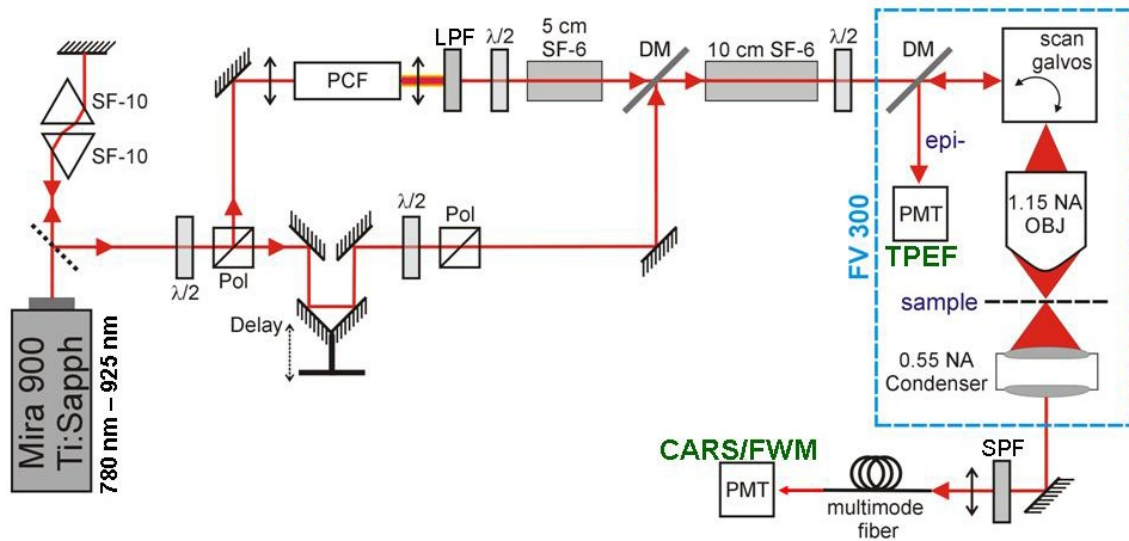 LPF
λ/2
5 cm
SF-6
DM
10 cm SF-6
λ/2
DM
scan
galvos
PCF
SF-10
SF-10
epi-
PMT
TPEF
FV 300
1.15 NA
OBJ
λ/2
Pol
λ/2
Pol
Delay
sample
0.55 NA
Condenser
Mira 900
Ti:Sapph
780 nm – 925 nm
CARS/FWM
SPF
PMT
multimode
fiber